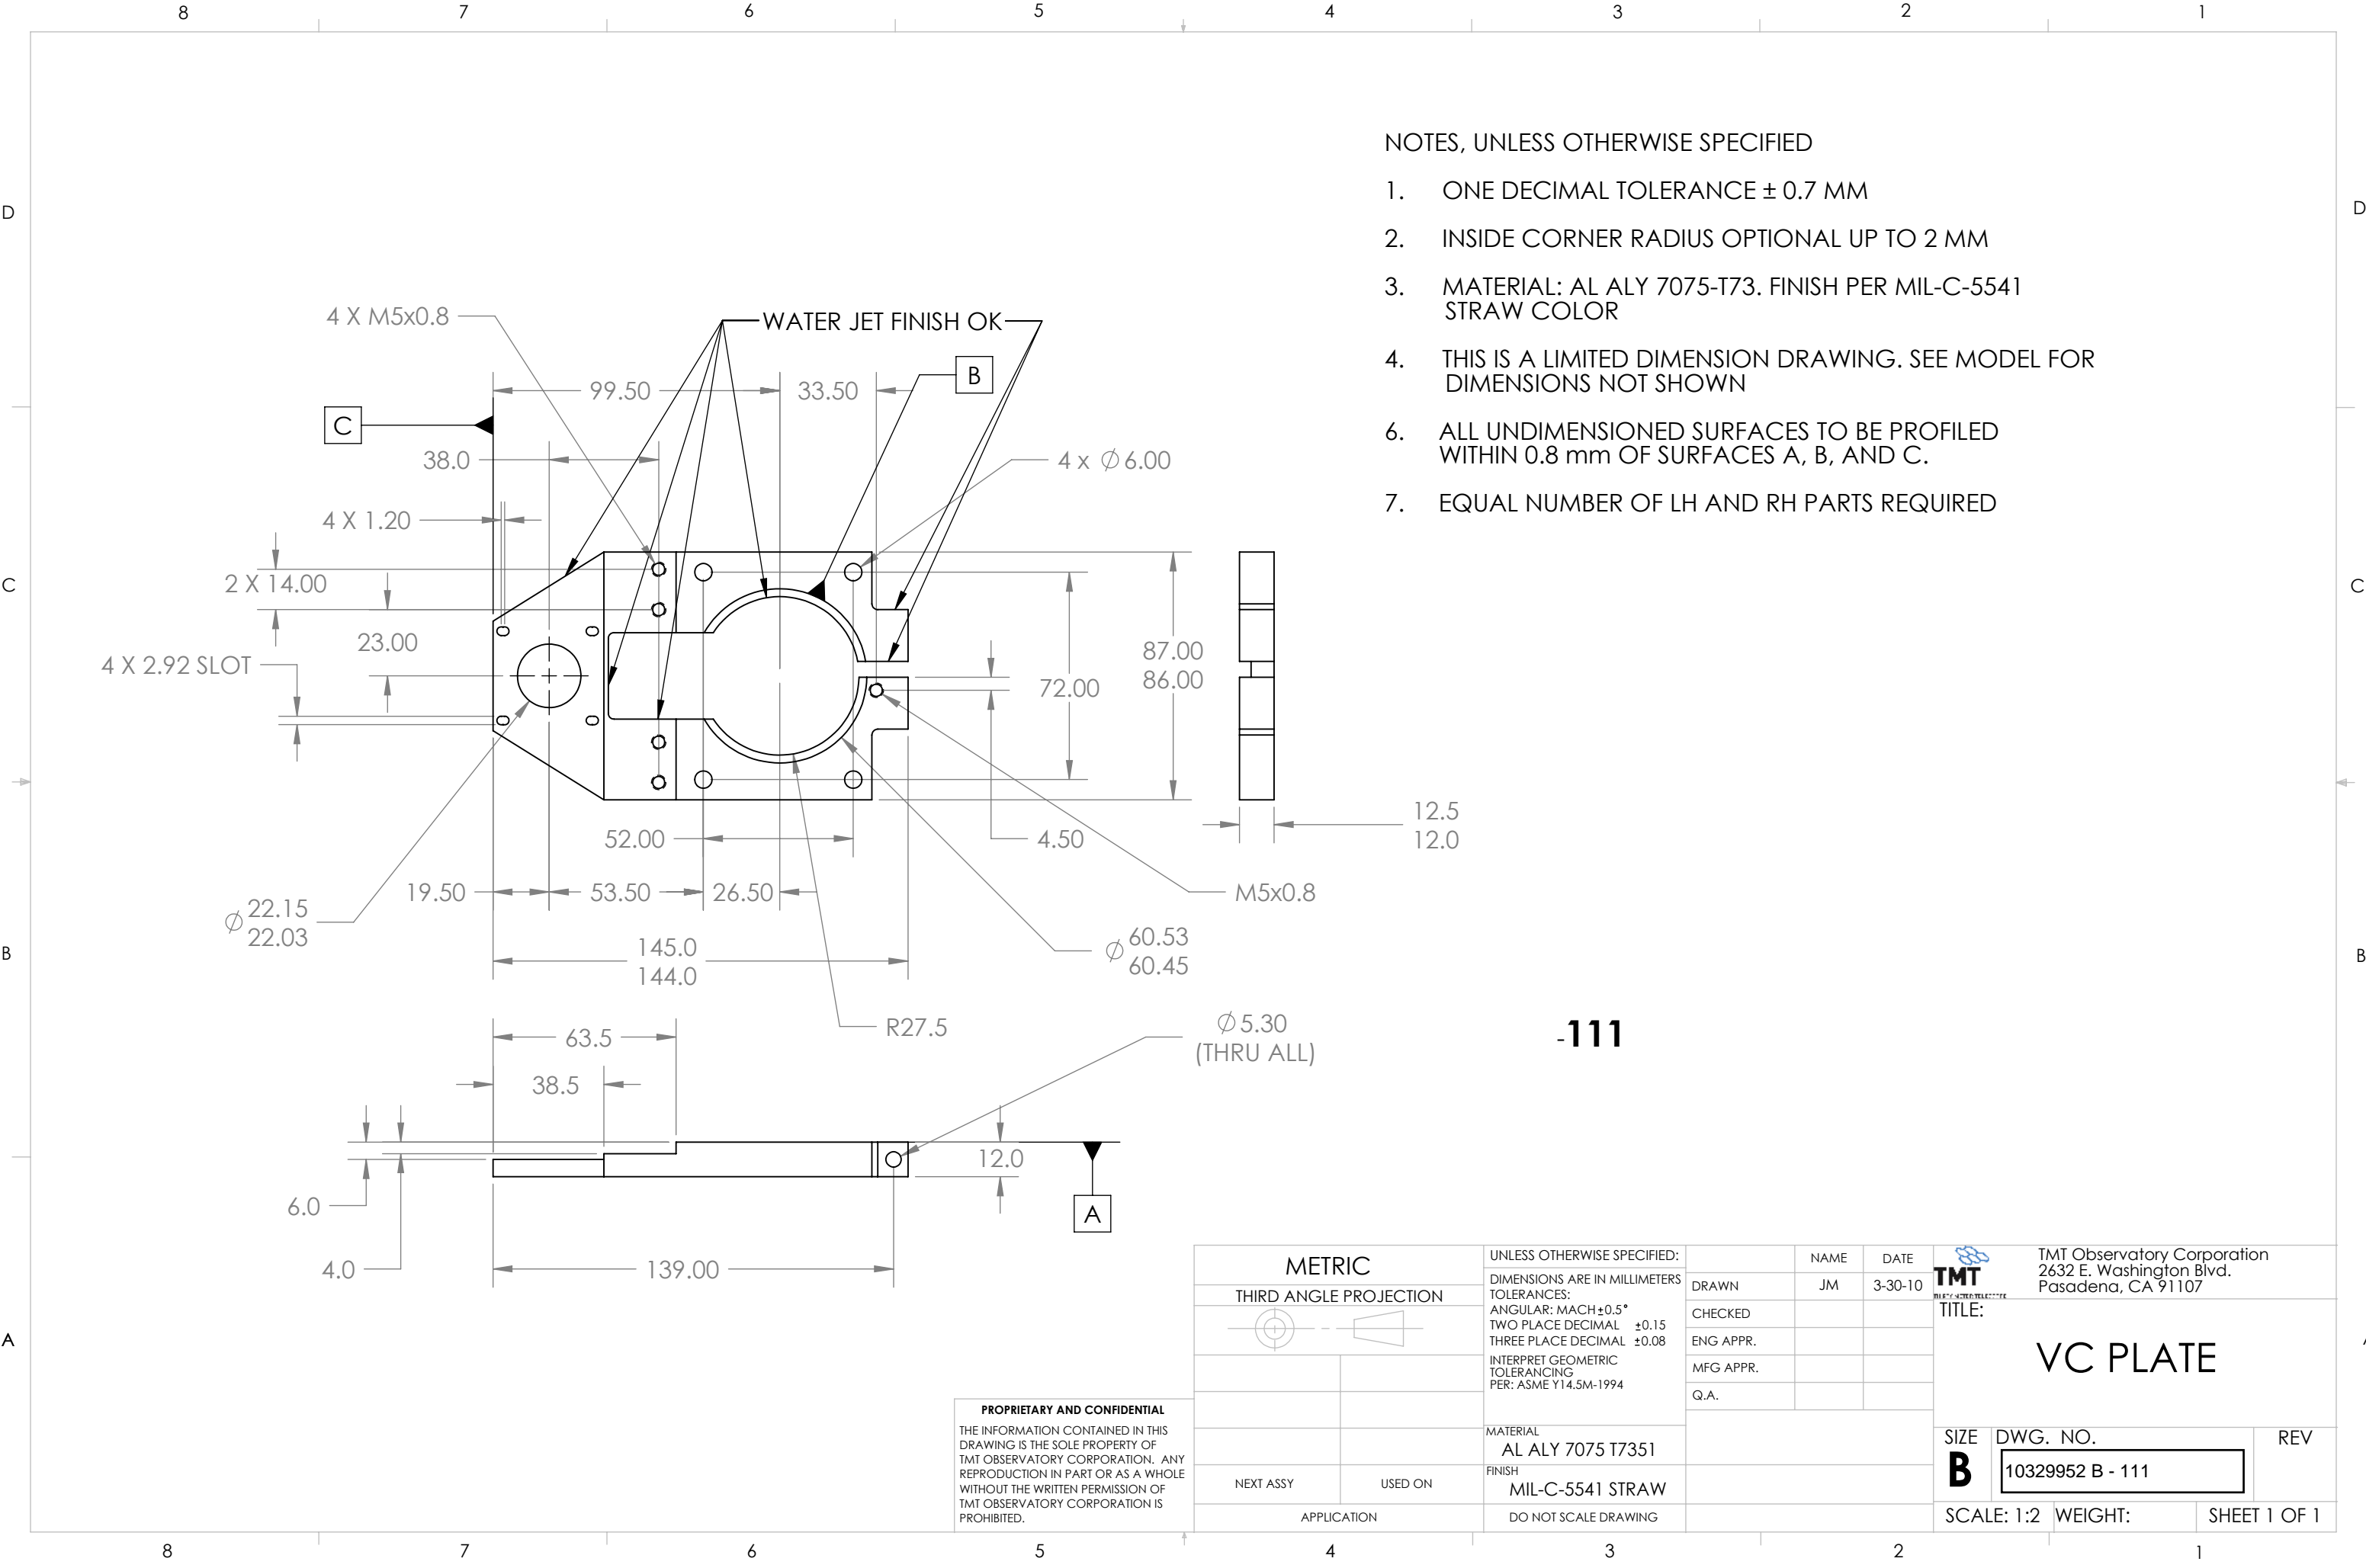 8 7 6 5 4 3 2 1
D D
NOTES, UNLESS OTHERWISE SPECIFIED
1. ONE DECIMAL TOLERANCE ± 0.7 MM
2. INSIDE CORNER RADIUS OPTIONAL UP TO 2 MM
3. MATERIAL: AL ALY 7075-T73. FINISH PER MIL-C-5541
STRAW COLOR
4. THIS IS A LIMITED DIMENSION DRAWING. SEE MODEL FOR
DIMENSIONS NOT SHOWN
6. ALL UNDIMENSIONED SURFACES TO BE PROFILED
WITHIN 0.8 mm OF SURFACES A, B, AND C.
7. EQUAL NUMBER OF LH AND RH PARTS REQUIRED
4 X M5x0.8
WATER JET FINISH OK
B
99.50
33.50
C
38.0
4 x ∅6.00
4 X 1.20
2 X 14.00
C C
23.00
4 X 2.92 SLOT
72.00
87.00
86.00
12.5
12.0
52.00
4.50
19.50
53.50
26.50
M5x0.8
∅ 22.15
22.03
145.0
144.0
∅ 60.53
60.45
B B
R27.5
∅5.30
(THRU ALL)
-111
63.5
38.5
12.0
6.0
A
4.0
139.00
A
METRIC
THIRD ANGLE PROJECTION
NEXT ASSY USED ON
APPLICATION
UNLESS OTHERWISE SPECIFIED:
DIMENSIONS ARE IN MILLIMETERS
TOLERANCES:
ANGULAR: MACH±0.5°
TWO PLACE DECIMAL ±0.15
THREE PLACE DECIMAL ±0.08
INTERPRET GEOMETRIC
TOLERANCING
PER: ASME Y14.5M-1994
MATERIAL
AL ALY 7075 T7351
FINISH
MIL-C-5541 STRAW
DO NOT SCALE DRAWING
NAME DATE
DRAWN JM 3-30-10
CHECKED
ENG APPR.
MFG APPR.
Q.A.
TMT
TMT Observatory Corporation
2632 E. Washington Blvd.
Pasadena, CA 91107
TITLE:
VC PLATE
SIZE DWG. NO. REV
B 10329952 B - 111
SCALE: 1:2 WEIGHT: SHEET 1 OF 1
PROPRIETARY AND CONFIDENTIAL
THE INFORMATION CONTAINED IN THIS
DRAWING IS THE SOLE PROPERTY OF
TMT OBSERVATORY CORPORATION. ANY
REPRODUCTION IN PART OR AS A WHOLE
WITHOUT THE WRITTEN PERMISSION OF
TMT OBSERVATORY CORPORATION IS
PROHIBITED.
8 7 6 5 4 3 2 1